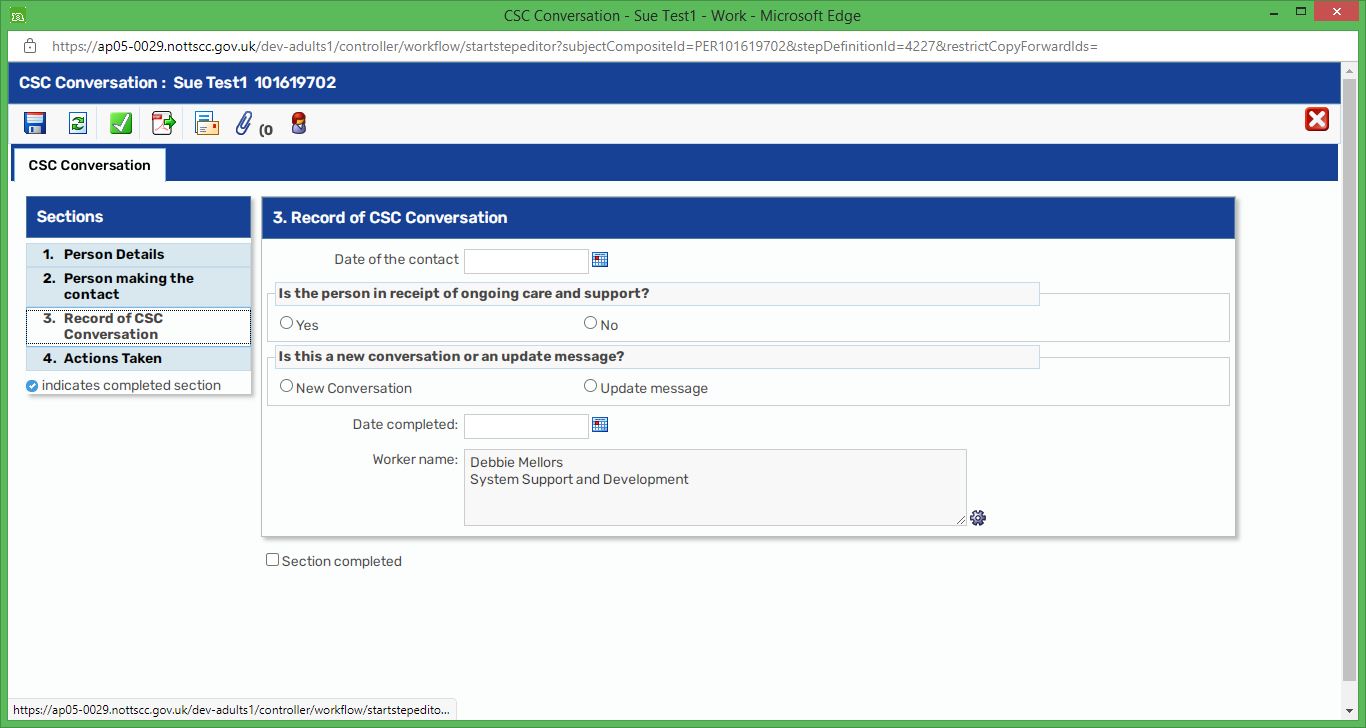 CSC Conversation - Sue Test1 - Work - Microsoft Edge
https://ap05-0029.nottscc.gov.uk/dev-adults1/controller/workflow/startstepeditor?subjectCompositeId=PER101619702&stepDefinitionId=4227&restrictCopyForwardIds=
CSC Conversation : Sue Test1 101619702
(0
CSC Conversation
Sections
1. Person Details
2. Person making the
contact
3. Record of CSC
Conversation
4. Actions Taken
indicates completed section
3. Record of CSC Conversation
Date of the contact
Is the person in receipt of ongoing care and support?
Yes No
Is this a new conversation or an update message?
New Conversation Update message
Date completed:
Worker name: Debbie Mellors
System Support and Development
Section completed
https://ap05-0029.nottscc.gov.uk/dev-adults1/controller/workflow/startstepedito...